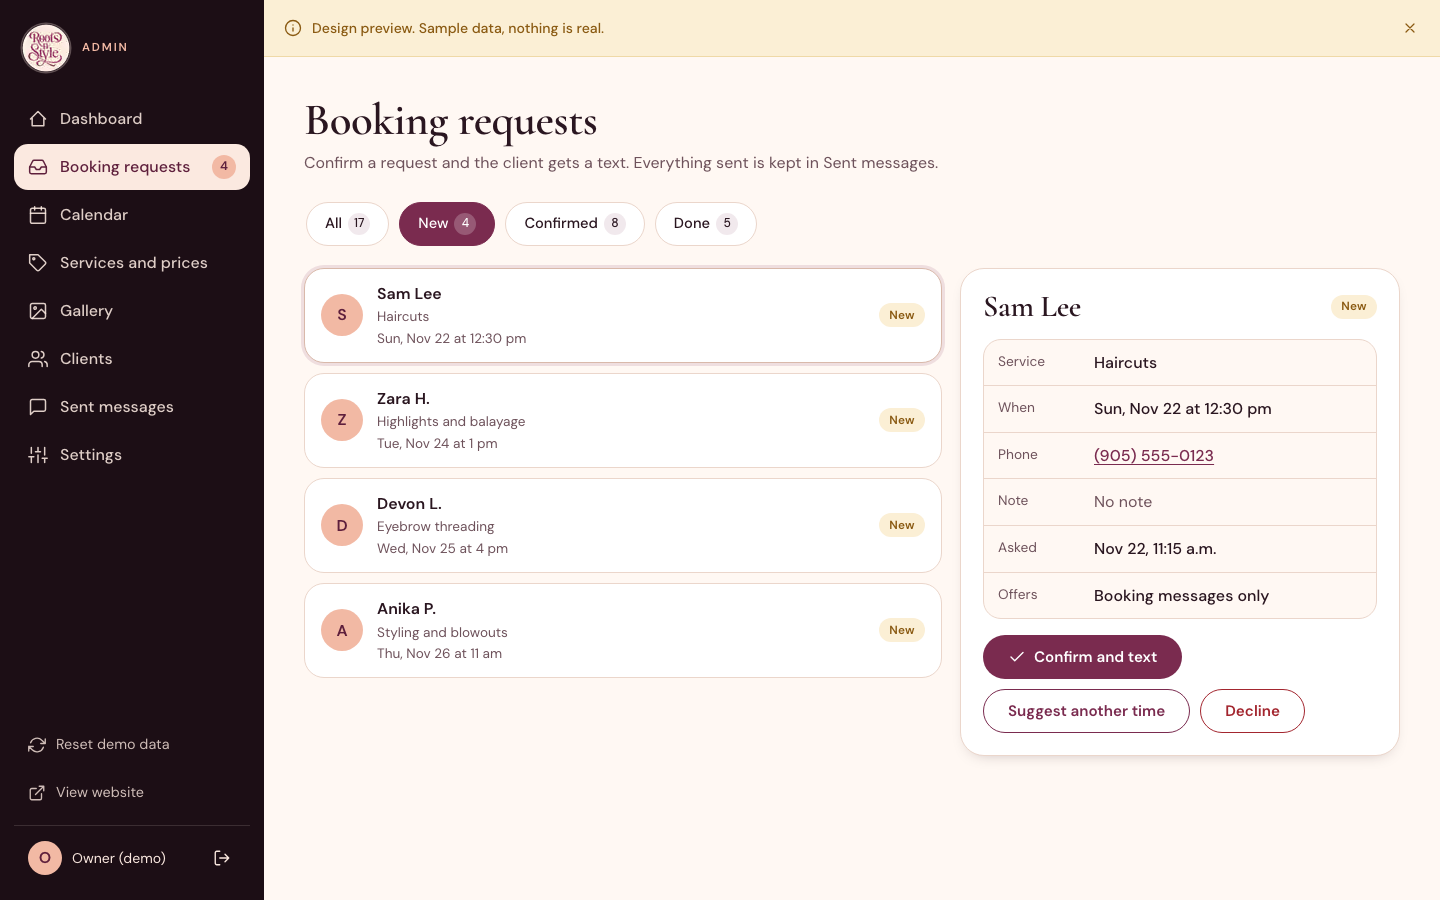 Roots
n'
Style
ADMIN
Dashboard
Booking requests 4
Calendar
Services and prices
Gallery
Clients
Sent messages
Settings
Reset demo data
View website
O Owner (demo)
Design preview. Sample data, nothing is real.
Booking requests
Confirm a request and the client gets a text. Everything sent is kept in Sent messages.
All 17 New 4 Confirmed 8 Done 5
S
Sam Lee
Haircuts
Sun, Nov 22 at 12:30 pm
New
Z
Zara H.
Highlights and balayage
Tue, Nov 24 at 1 pm
New
D
Devon L.
Eyebrow threading
Wed, Nov 25 at 4 pm
New
A
Anika P.
Styling and blowouts
Thu, Nov 26 at 11 am
New
Sam Lee New
Service Haircuts
When Sun, Nov 22 at 12:30 pm
Phone (905) 555-0123
Note No note
Asked Nov 22, 11:15 a.m.
Offers Booking messages only
Confirm and text
Suggest another time Decline